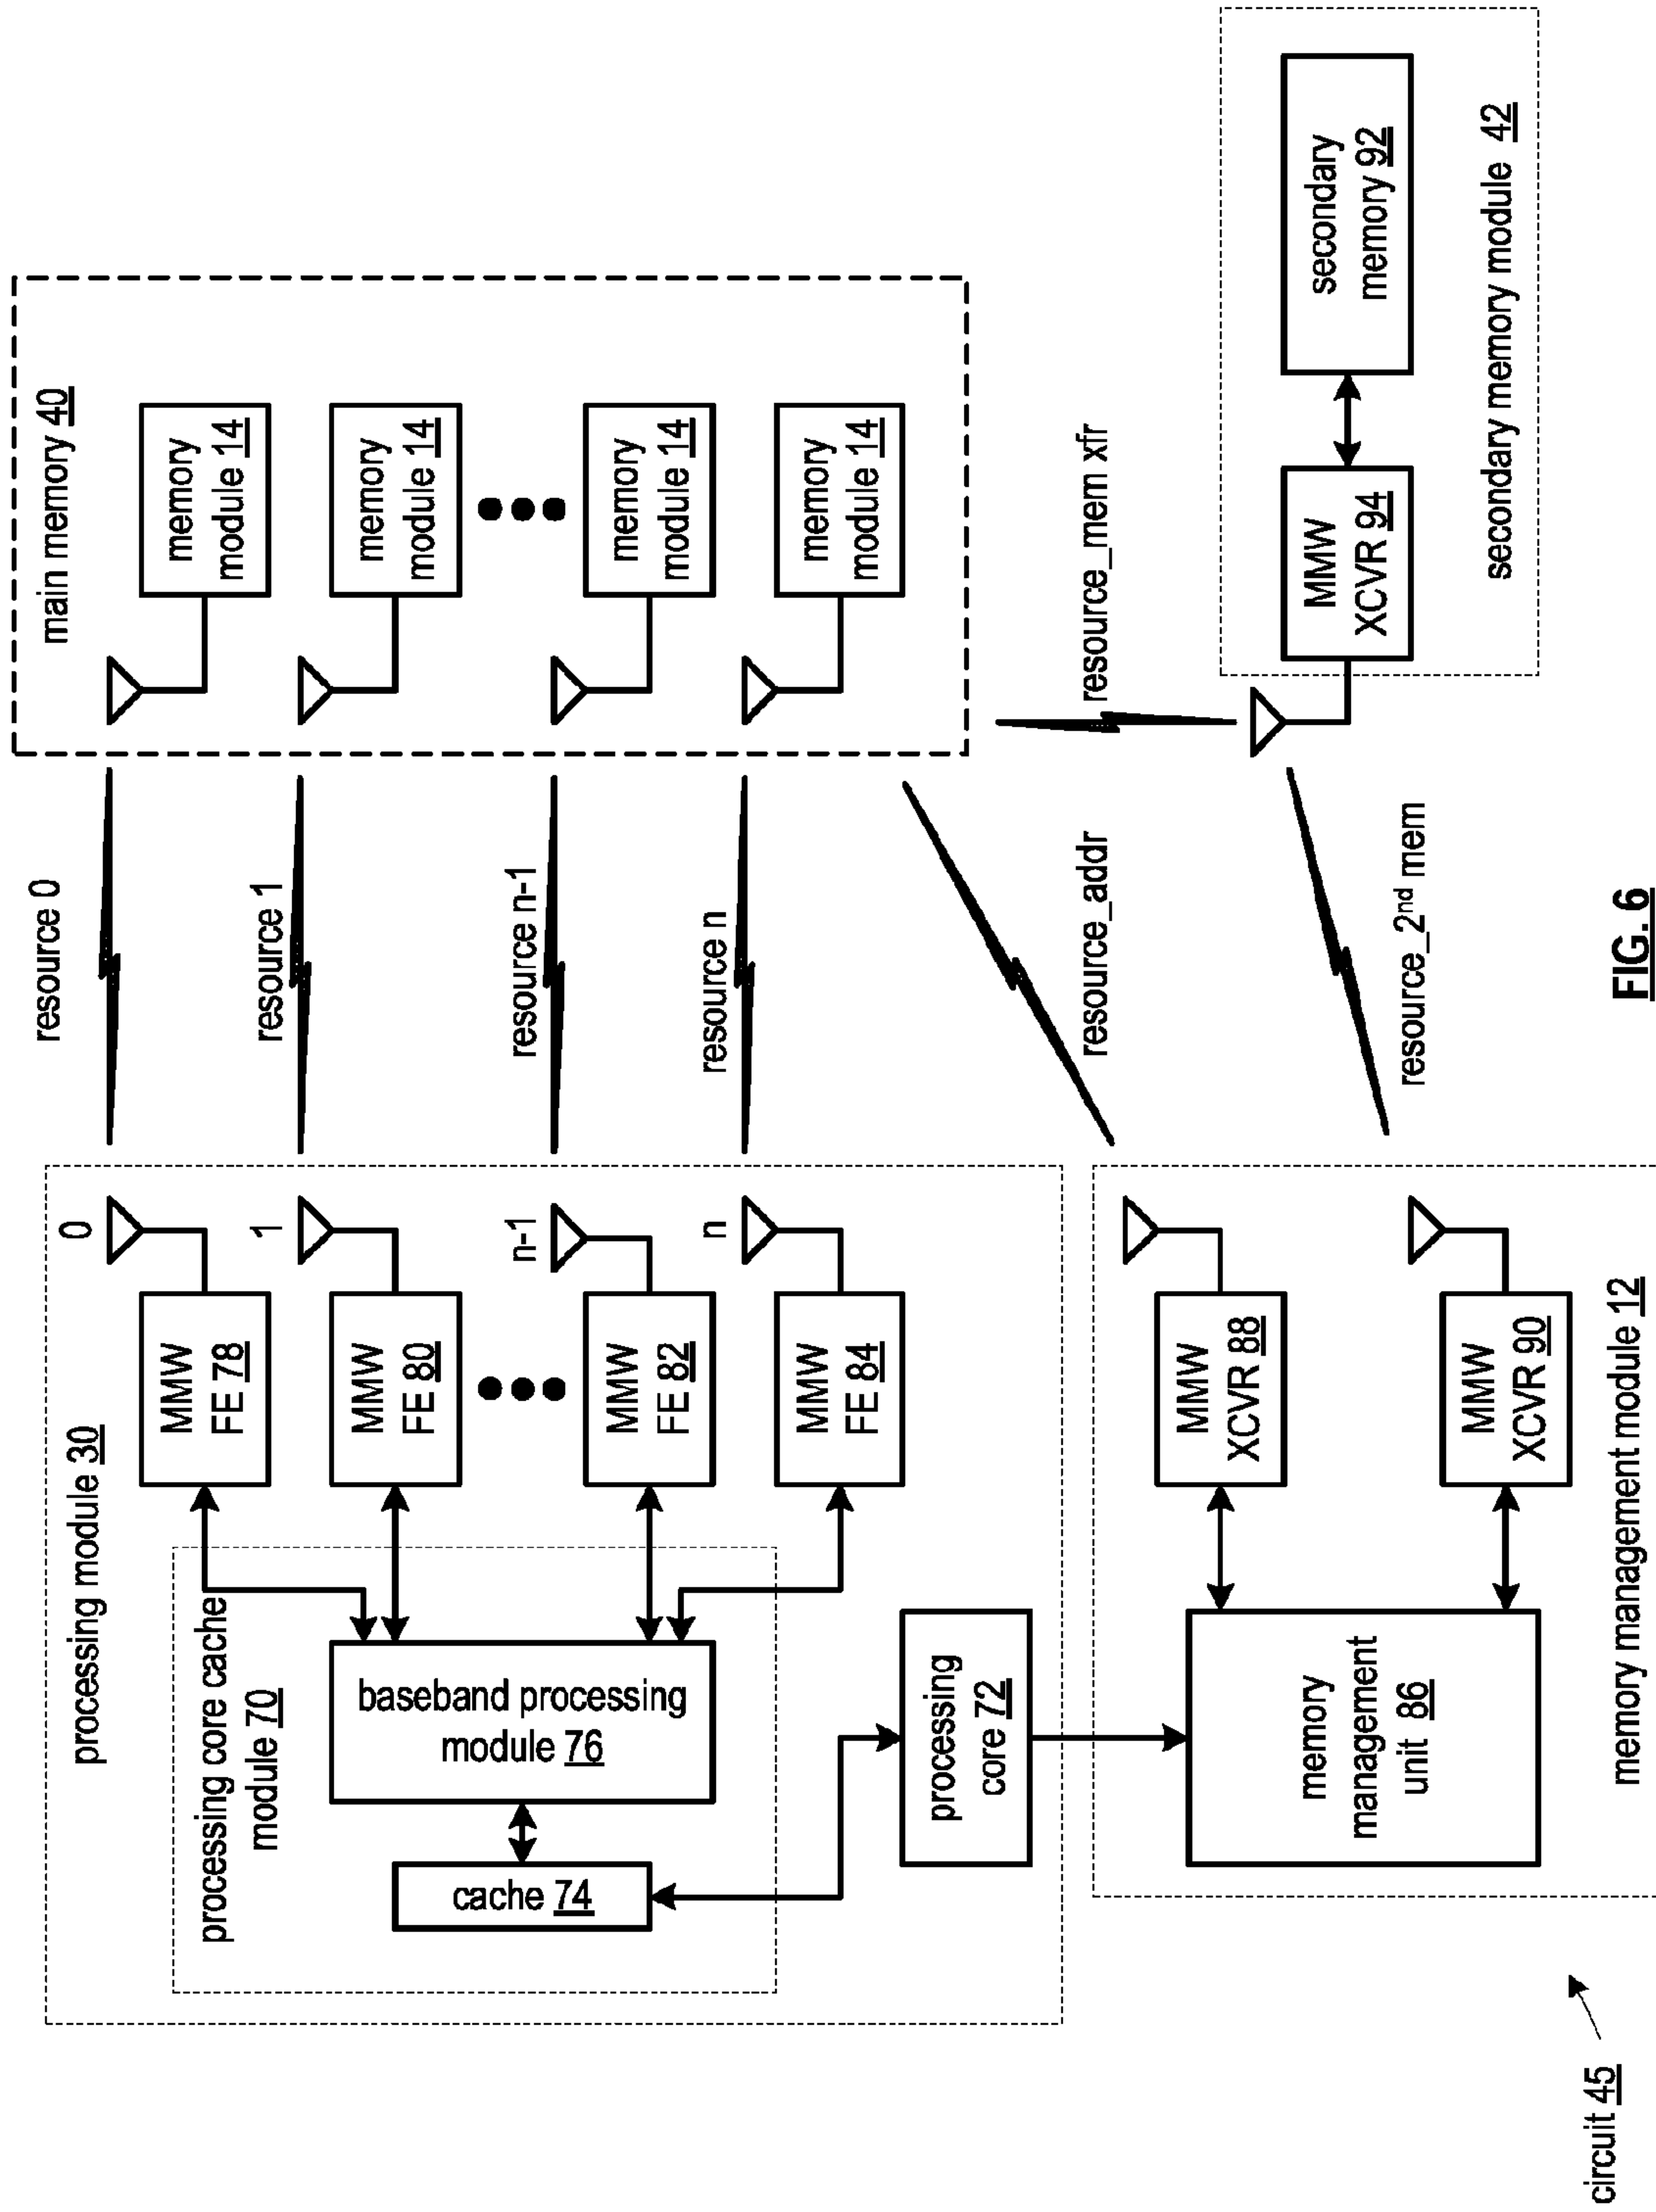 processing module 30
processing core cache
module 70
cache 74
baseband processing
module 76
MMW
FE 78
0
MMW
FE 80
1
MMW
FE 82
n-1
MMW
FE 84
n
processing
core 72
resource 0
resource 1
resource n-1
resource n
main memory 40
memory
module 14
memory
module 14
memory
module 14
memory
module 14
memory
management
unit 86
MMW
XCVR 88
MMW
XCVR 90
memory management module 12
resource_addr
resource_2nd mem
resource_mem xfr
MMW
XCVR 94
secondary
memory 92
secondary memory module 42
circuit 45
FIG. 6